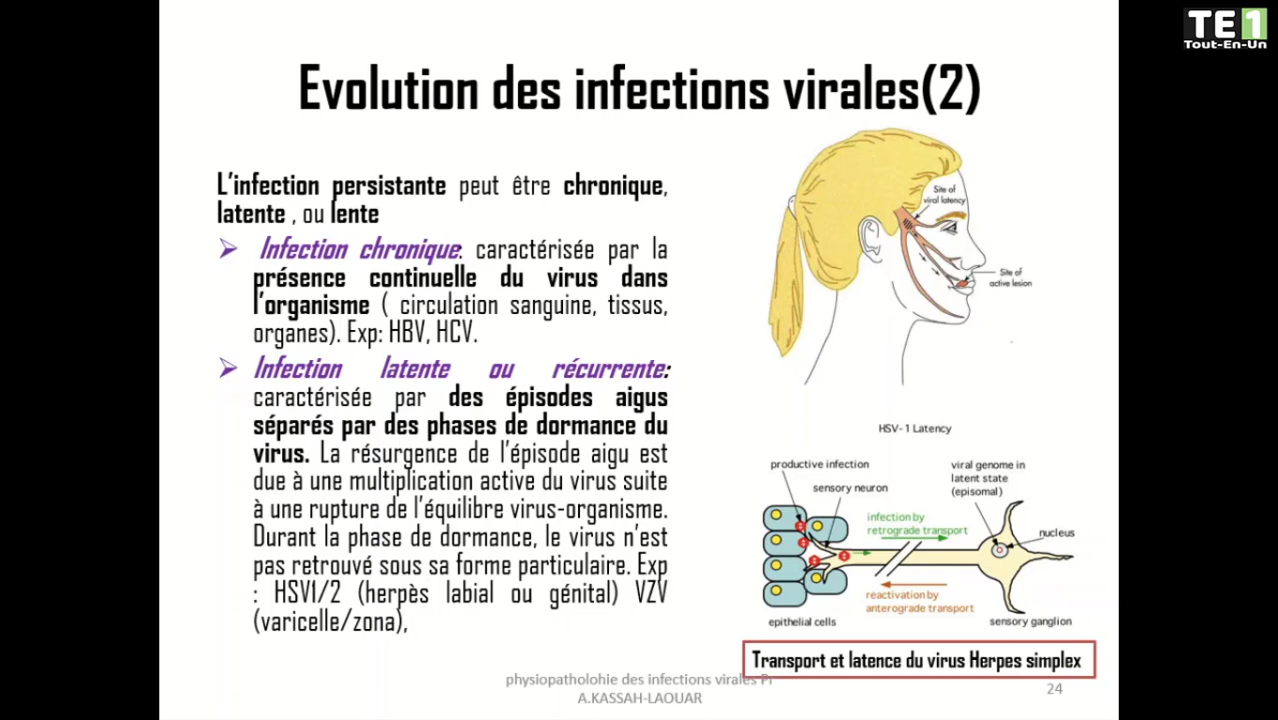 TE1
Tout-En-Un
Evolution des infections virales(2)
L'infection persistante peut être chronique,
latente , ou lente
Infection chronique: caractérisée par la
présence continuelle du virus dans
l'organisme ( circulation sanguine, tissus,
organes). Exp: HBV, HCV.
Infection latente ou récurrente:
caractérisée par des épisodes aigus
séparés par des phases de dormance du
virus. La résurgence de l'épisode aigu est
due à une multiplication active du virus suite
à une rupture de l'équilibre virus-organisme.
Durant la phase de dormance, le virus n'est
pas retrouvé sous sa forme particulaire. Exp
: HSV1/2 (herpès labial ou génital) VZV
(varicelle/zona),
Site of
viral latency
Site of
active lesion
HSV-1 Latency
productive infection
sensory neuron
viral genome in
latent state
(episomal)
infection by
retrograde transport
nucleus
reactivation by
anterograde transport
epithelial cells
sensory ganglion
Transport et latence du virus Herpes simplex
physiopatholohie des infections virales Pr
A.KASSAH-LAOUAR
24